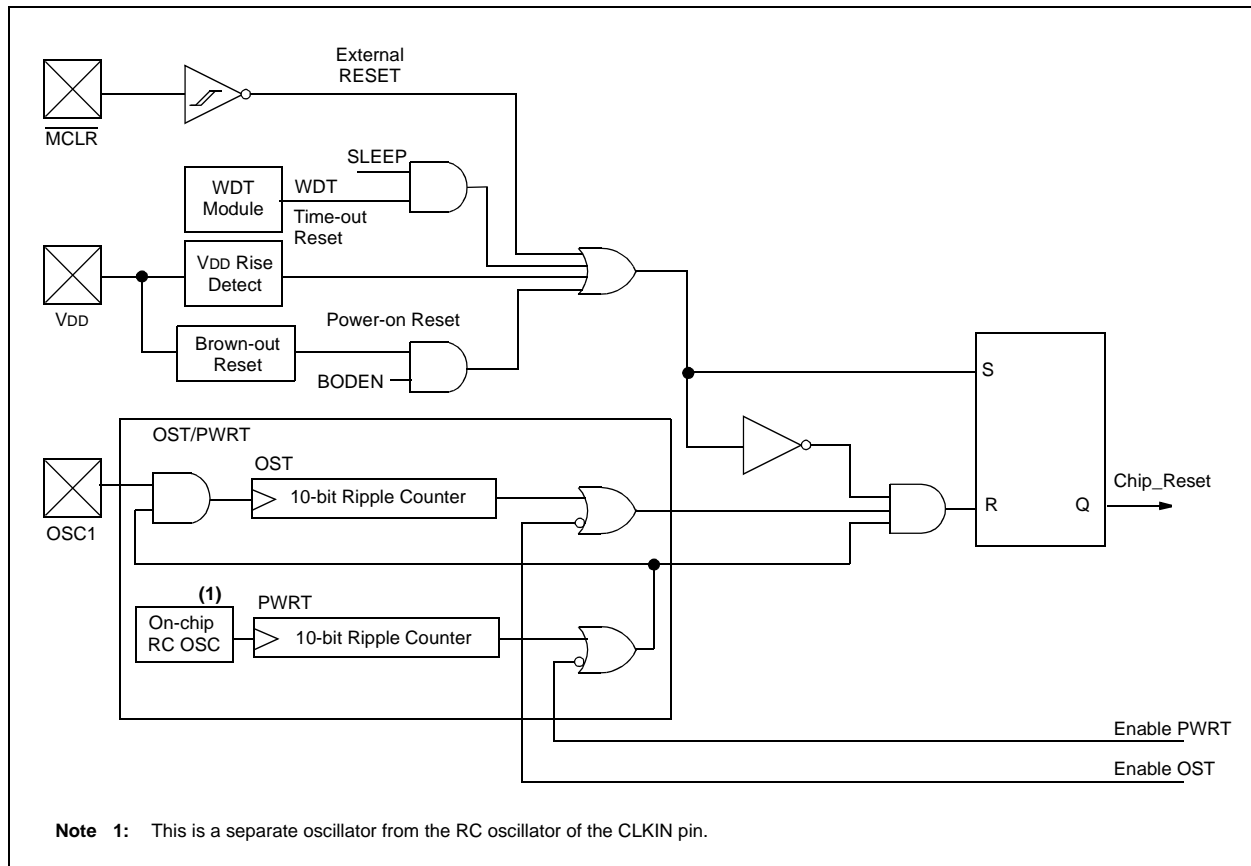 External
RESET
MCLR
SLEEP
WDT
Module
WDT
Time-out
Reset
VDD Rise
Detect
VDD
Power-on Reset
Brown-out
Reset
BODEN
S
OST/PWRT
OST
10-bit Ripple Counter
OSC1
Chip_Reset
R
Q
(1)
On-chip
RC OSC
PWRT
10-bit Ripple Counter
Enable PWRT
Enable OST
Note 1: This is a separate oscillator from the RC oscillator of the CLKIN pin.